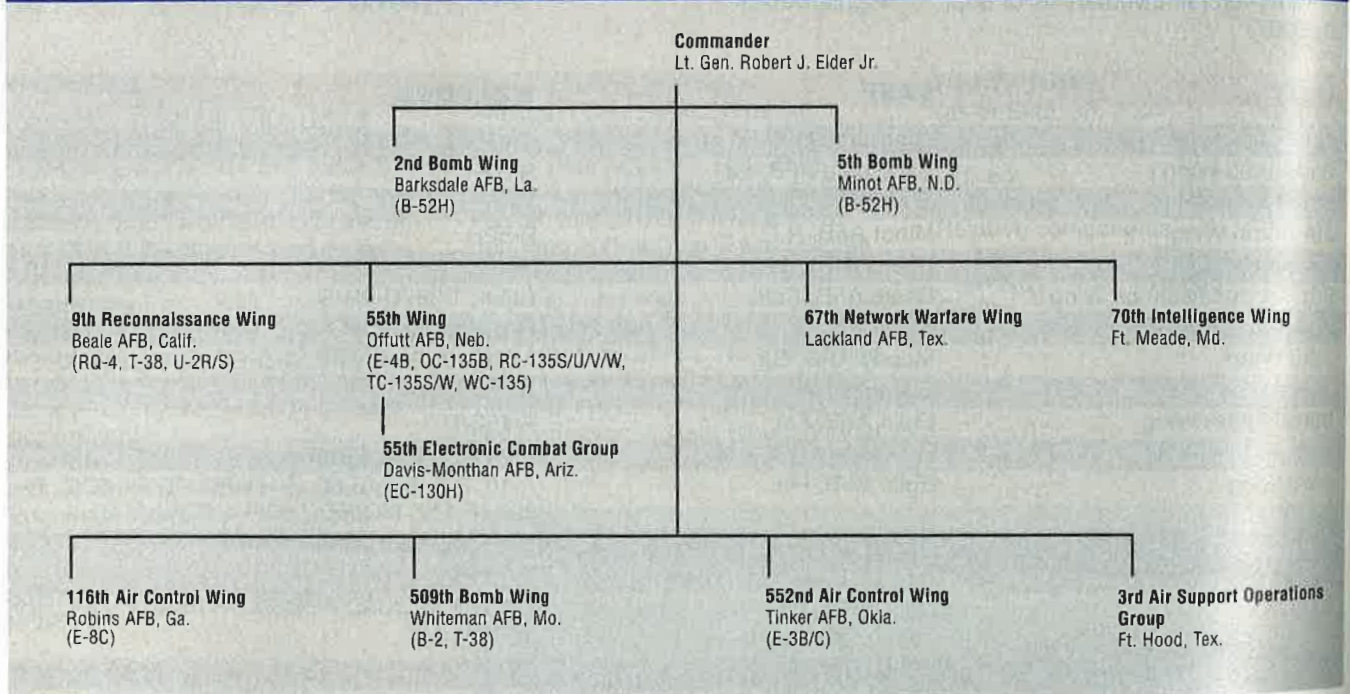 Commander
Lt. Gen. Robert J. Elder Jr.
2nd Bomb Wing
Barksdale AFB, La.
(B-52H)
5th Bomb Wing
Minot AFB, N.D.
(B-52H)
9th Reconnaissance Wing
Beale AFB, Calif.
(RQ-4, T-38, U-2R/S)
55th Wing
Offutt AFB, Neb.
(E-4B, OC-135B, RC-135S/U/V/W,
TC-135S/W, WC-135)
55th Electronic Combat Group
Davis-Monthan AFB, Ariz.
(EC-130H)
67th Network Warfare Wing
Lackland AFB, Tex.
70th Intelligence Wing
Ft. Meade, Md.
116th Air Control Wing
Robins AFB, Ga.
(E-8C)
509th Bomb Wing
Whiteman AFB, Mo.
(B-2, T-38)
552nd Air Control Wing
Tinker AFB, Okla.
(E-3B/C)
3rd Air Support Operations
Group
Ft. Hood, Tex.